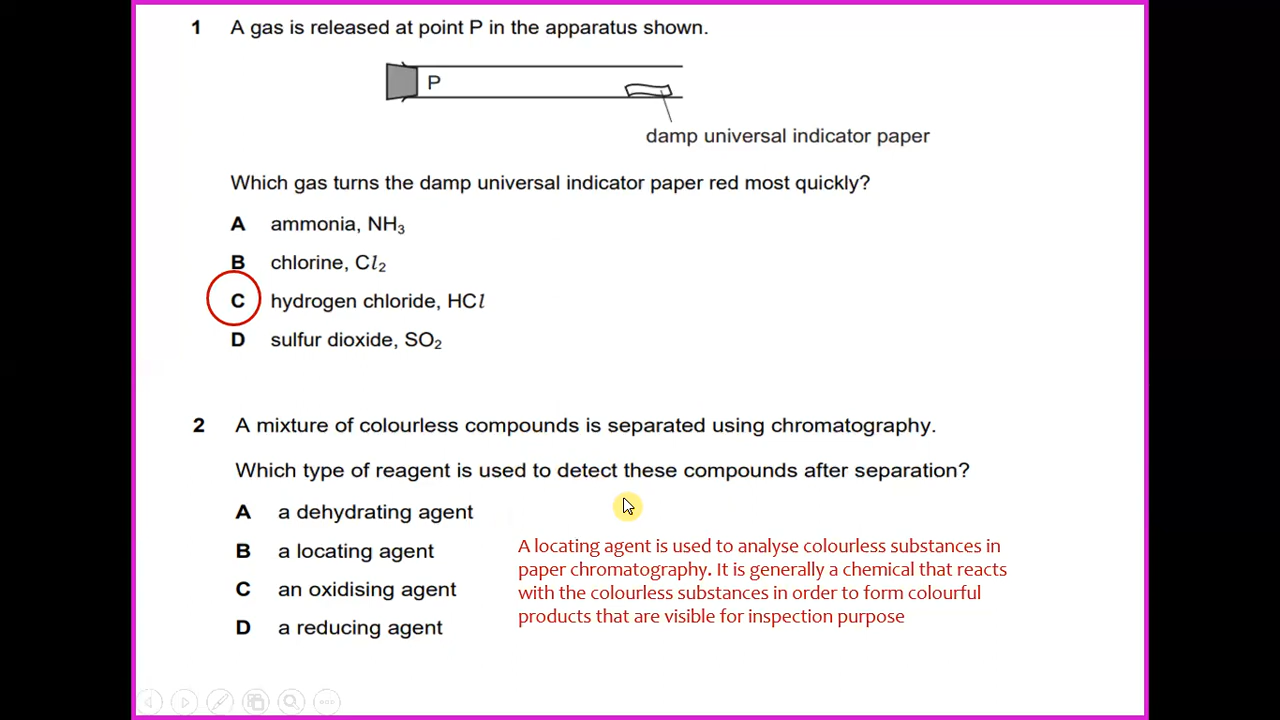 1 A gas is released at point P in the apparatus shown.
P
damp universal indicator paper
Which gas turns the damp universal indicator paper red most quickly?
A ammonia, NH₃
B chlorine, Cl₂
C hydrogen chloride, HCl
D sulfur dioxide, SO₂
2 A mixture of colourless compounds is separated using chromatography.
Which type of reagent is used to detect these compounds after separation?
A a dehydrating agent
B a locating agent
C an oxidising agent
D a reducing agent
A locating agent is used to analyse colourless substances in
paper chromatography. It is generally a chemical that reacts
with the colourless substances in order to form colourful
products that are visible for inspection purpose